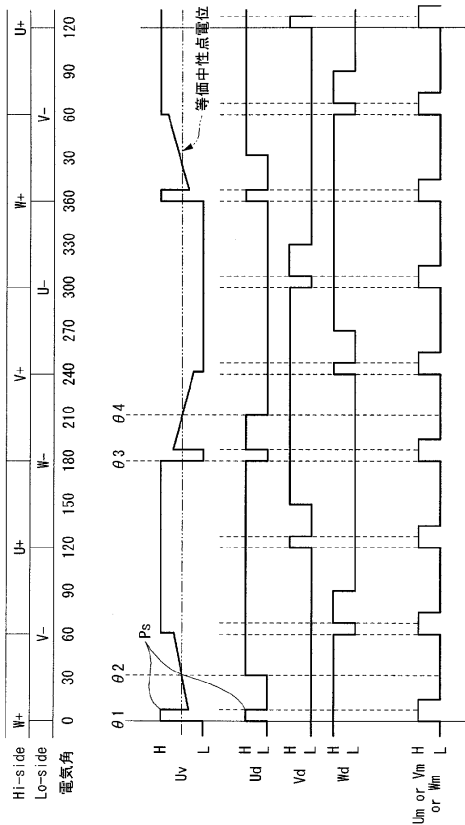 Hi-side W+ U+ V+ W+ U+
Lo-side V- W- U- V-
電気角 0 30 60 90 120 150 180 210 240 270 300 330 360 30 60 90 120
θ1 θ2 θ3 θ4
Ps
H
Uv
L
等価中性点電位
H
Ud
L
H
Vd
L
H
Wd
L
Um or Vm H
or Wm L